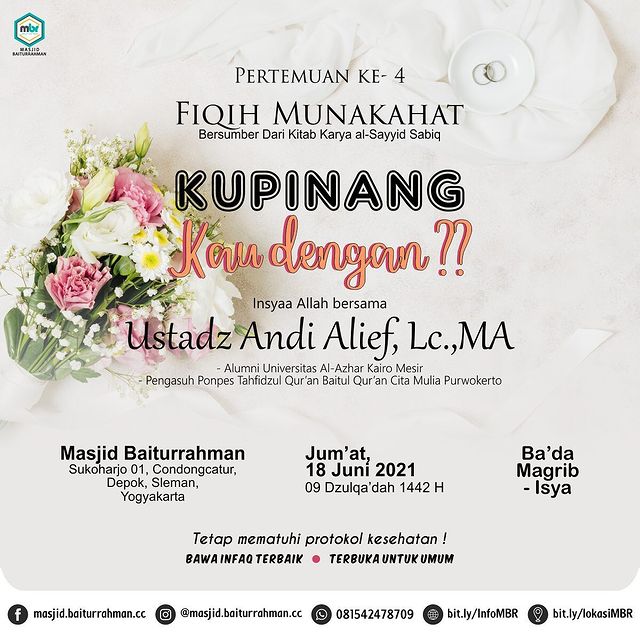 mbr
MASJID
BAITURRAHMAN
PERTEMUAN KE- 4
FIQIH MUNAKAHAT
Bersumber Dari Kitab Karya al-Sayyid Sabiq
KUPINANG
Kau dengan ??
Insyaa Allah bersama
Ustadz Andi Alief, Lc.,MA
- Alumni Universitas Al-Azhar Kairo Mesir
- Pengasuh Ponpes Tahfidzul Qur'an Baitul Qur'an Cita Mulia Purwokerto
Masjid Baiturrahman
Sukoharjo 01, Condongcatur,
Depok, Sleman,
Yogyakarta
Jum'at,
18 Juni 2021
09 Dzulqa'dah 1442 H
Ba'da
Magrib
- Isya
Tetap mematuhi protokol kesehatan !
BAWA INFAQ TERBAIK • TERBUKA UNTUK UMUM
masjid.baiturrahman.cc @masjid.baiturrahman.cc 081542478709 bit.ly/InfoMBR bit.ly/lokasiMBR